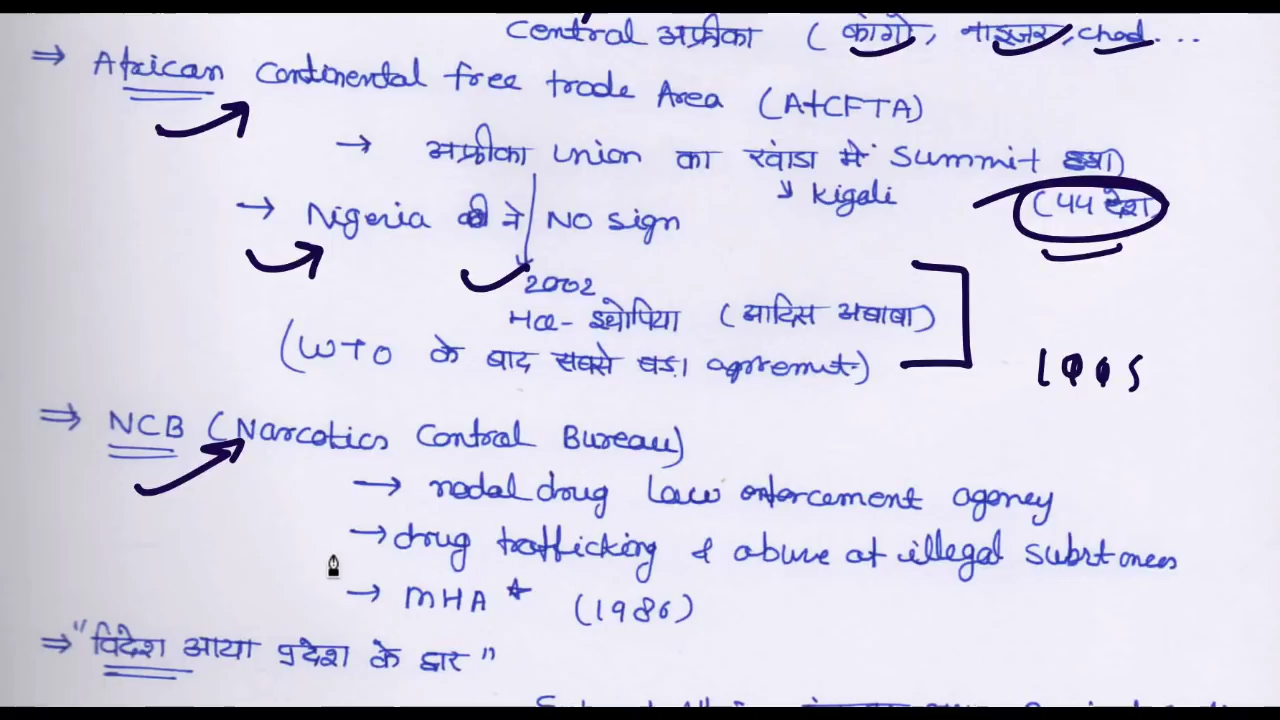 Central अफ्रीका ( कांगो, नाइजर, chad...
⇒ African Continental free trade Area (AfCFTA)
→ अफ्रीका Union का रवांडा में Summit हुआ)
↘ Kigali (44 देश
→ Nigeria ने NO sign
2002
HQ- इथोपिया ( आदिस अबाबा)
(WTO के बाद सबसे बड़ा agreemnt)
1995
⇒ NCB (Narcotics Control Bureau)
→ nodal drug law enforcement agency
→ drug trafficking & abuse of illegal substances
→ MHA * (1986)
⇒ "विदेश आया प्रदेश के द्वार"